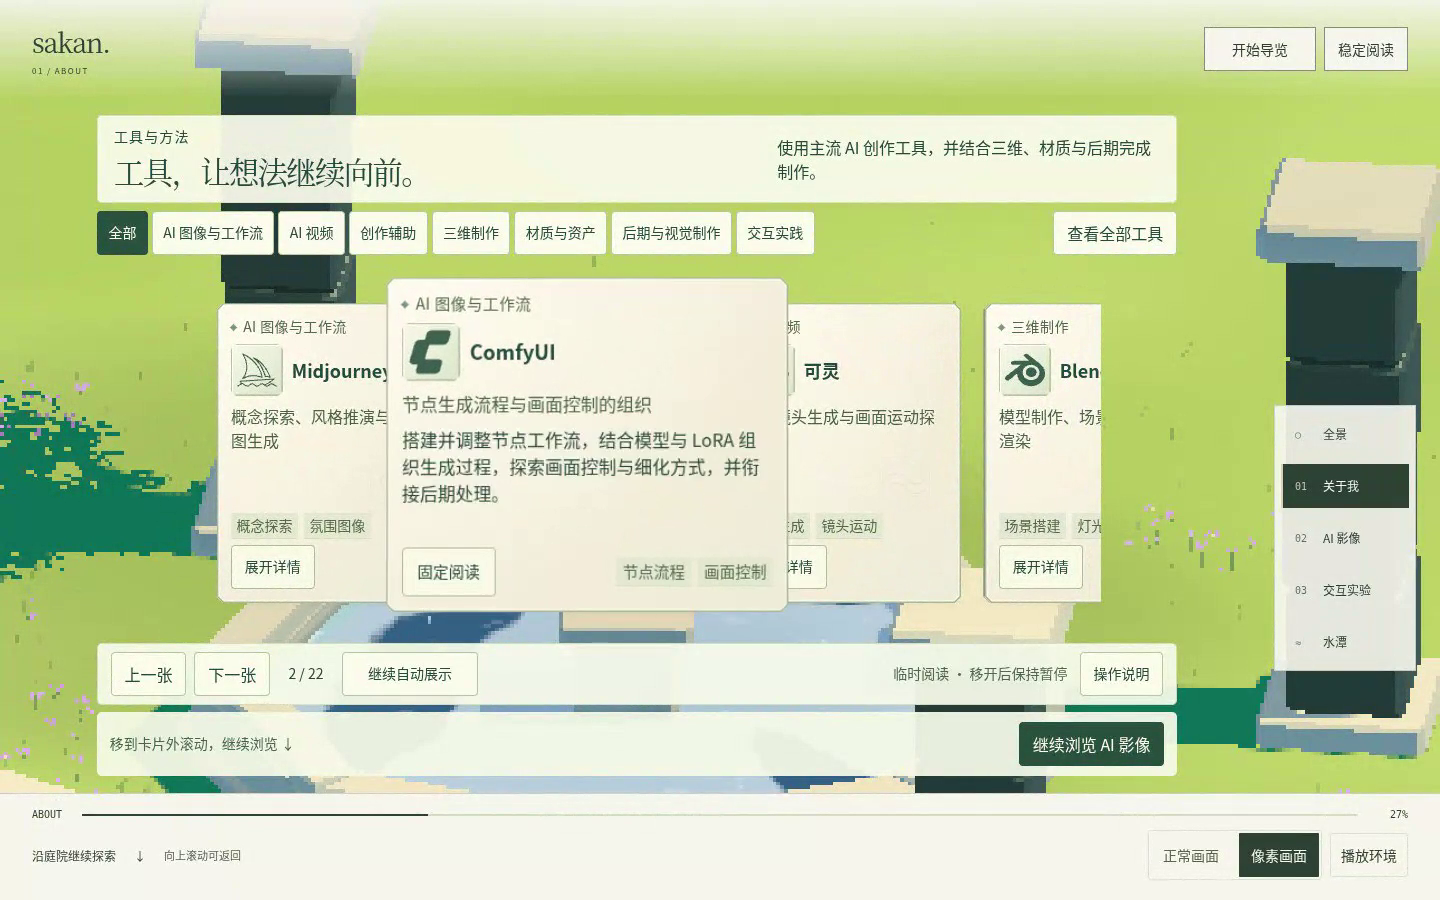 sakan.
01 / ABOUT
开始导览
稳定阅读
工具与方法
工具，让想法继续向前。
使用主流 AI 创作工具，并结合三维、材质与后期完成
制作。
全部
AI 图像与工作流
AI 视频
创作辅助
三维制作
材质与资产
后期与视觉制作
交互实践
查看全部工具
AI 图像与工作流
Midjourney
概念探索、风格推演与
图生成
概念探索
氛围图像
展开详情
AI 图像与工作流
ComfyUI
节点生成流程与画面控制的组织
搭建并调整节点工作流，结合模型与 LoRA 组
织生成过程，探索画面控制与细化方式，并衔
接后期处理。
固定阅读
节点流程
画面控制
频
可灵
头生成与画面运动探
成
镜头运动
详情
三维制作
Blen
模型制作、场景
渲染
场景搭建
灯光
展开详情
全景
01 关于我
02 AI 影像
03 交互实验
≈ 水潭
上一张
下一张
2 / 22
继续自动展示
临时阅读 · 移开后保持暂停
操作说明
移到卡片外滚动，继续浏览 ↓
继续浏览 AI 影像
ABOUT
27%
沿庭院继续探索 ↓ 向上滚动可返回
正常画面
像素画面
播放环境